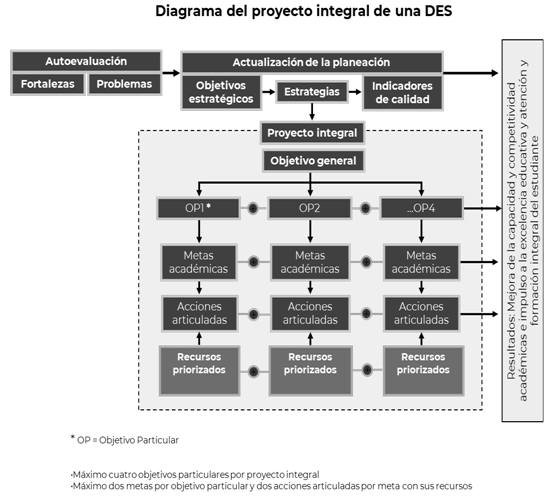 Diagrama del proyecto integral de una DES
Autoevaluación
Fortalezas
Problemas
Actualización de la planeación
Objetivos
estratégicos
Estrategias
Indicadores
de calidad
Proyecto integral
Objetivo general
OP1*
OP2
...OP4
Metas
académicas
Metas
académicas
Metas
académicas
Acciones
articuladas
Acciones
articuladas
Acciones
articuladas
Recursos
priorizados
Recursos
priorizados
Recursos
priorizados
Resultados: Mejora de la capacidad y competitividad
académicas e impulso a la excelencia educativa y atención y
formación integral del estudiante
* OP = Objetivo Particular
•Máximo cuatro objetivos particulares por proyecto integral
•Máximo dos metas por objetivo particular y dos acciones articuladas por meta con sus recursos